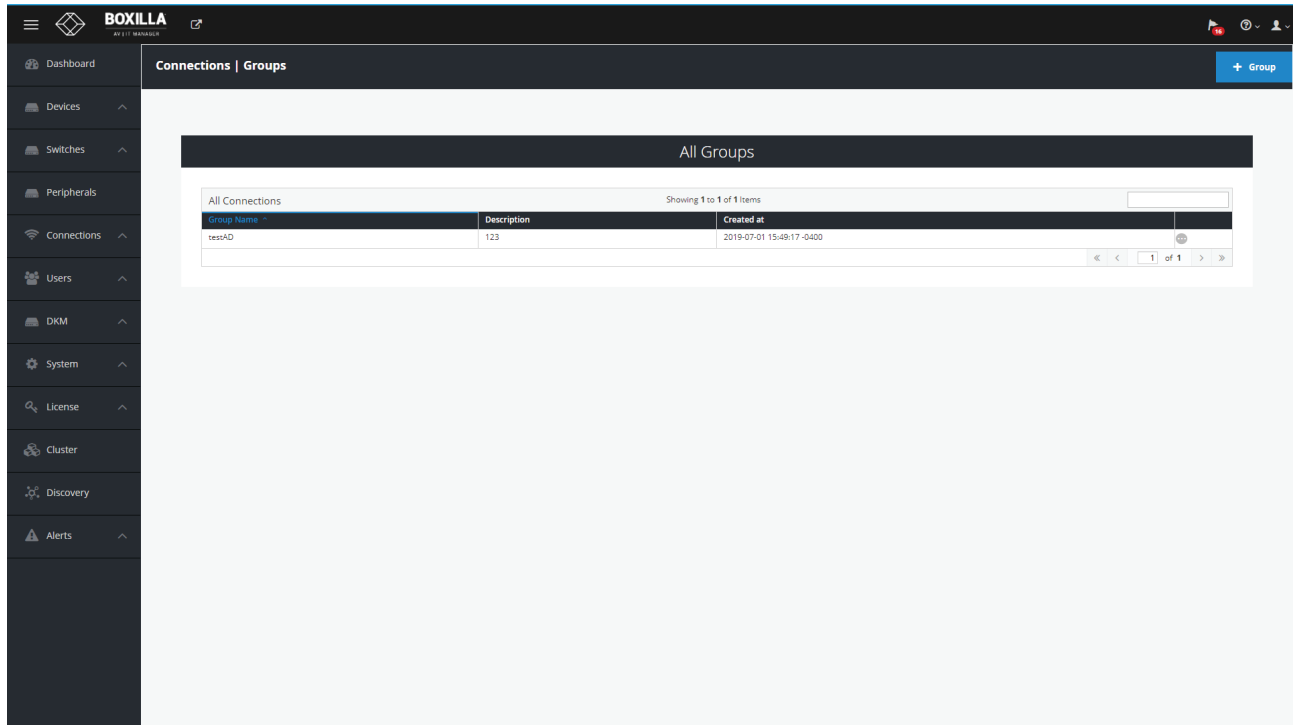 BOXILLA
AV | IT MANAGER
16
Dashboard
Devices
Switches
Peripherals
Connections
Users
DKM
System
License
Cluster
Discovery
Alerts
Connections | Groups
+ Group
All Groups
All Connections
Showing 1 to 1 of 1 Items
Group Name Description Created at
testAD 123 2019-07-01 15:49:17 -0400
1 of 1